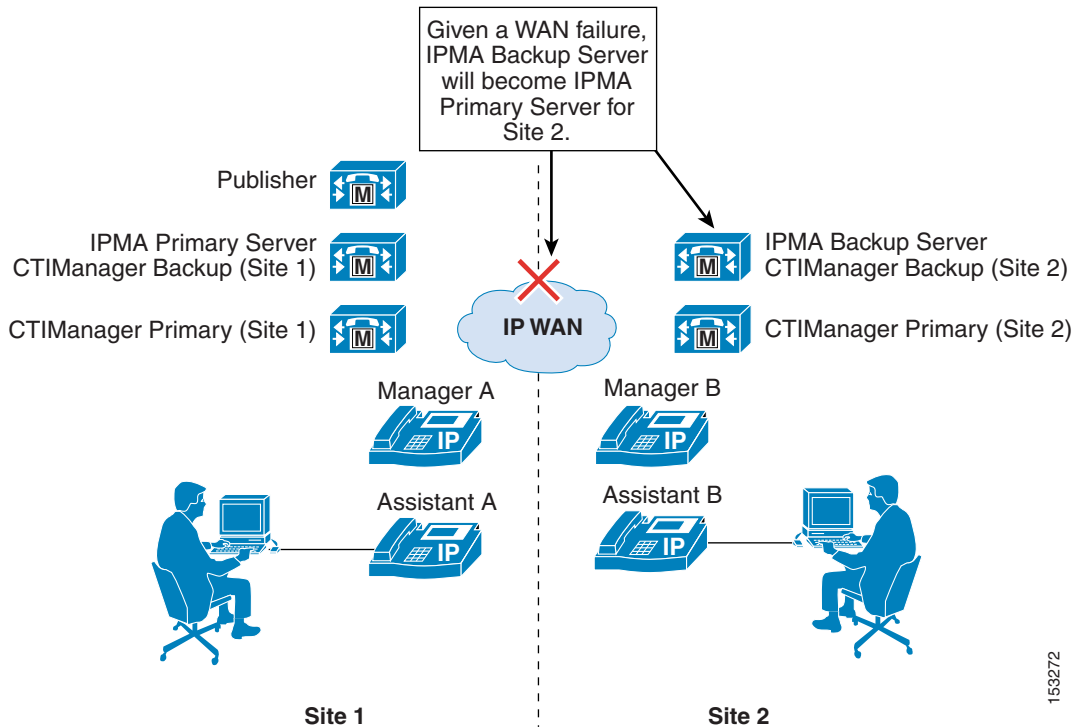 Given a WAN failure,
IPMA Backup Server
will become IPMA
Primary Server for
Site 2.
Publisher
M
IPMA Primary Server
CTIManager Backup (Site 1)
M
IPMA Backup Server
CTIManager Backup (Site 2)
M
CTIManager Primary (Site 1)
M
IP WAN
CTIManager Primary (Site 2)
M
Manager A
IP
Manager B
IP
Assistant A
IP
Assistant B
IP
Site 1
Site 2
153272